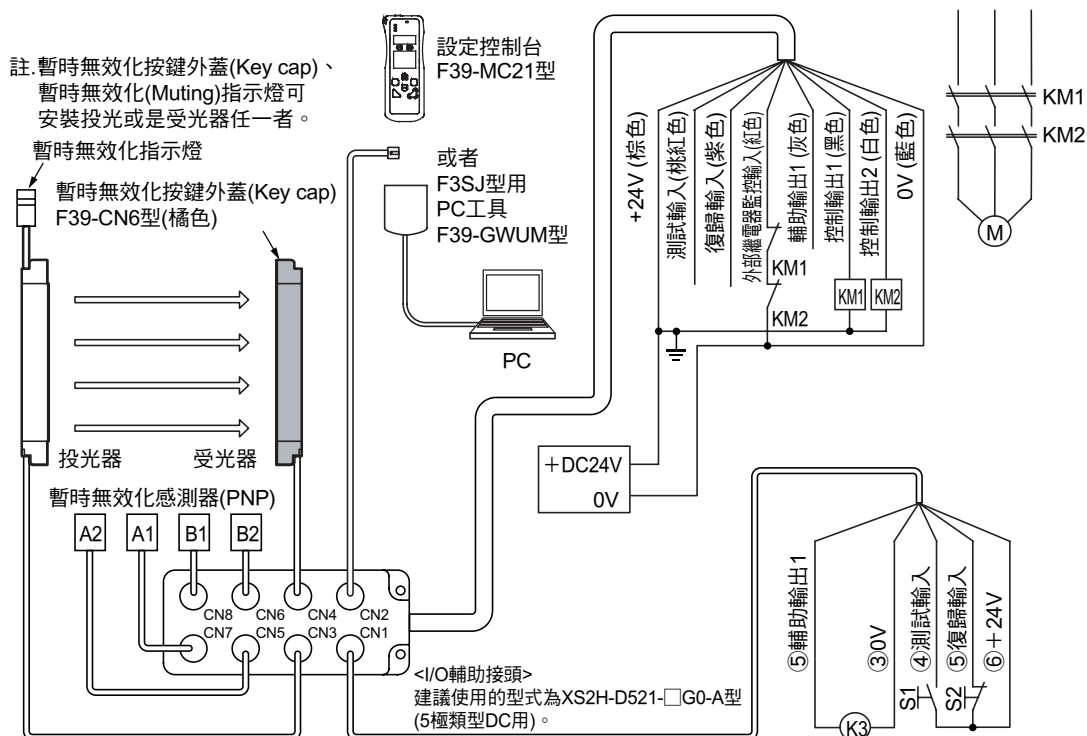 註.暫時無效化按鍵外蓋(Key cap)、
暫時無效化(Muting)指示燈可
安裝投光或是受光器任一者。
暫時無效化指示燈
暫時無效化按鍵外蓋(Key cap)
F39-CN6型(橘色)
設定控制台
F39-MC21型
或者
F3SJ型用
PC工具
F39-GWUM型
PC
投光器
受光器
暫時無效化感測器(PNP)
A2
A1
B1
B2
CN8
CN6
CN4
CN2
CN7
CN5
CN3
CN1
<I/O輔助接頭>
建議使用的型式為XS2H-D521-□G0-A型
(5極類型DC用)。
+24V(棕色)
測試輸入(桃紅色)
復歸輸入(紫色)
外部繼電器監控輸入(紅色)
輔助輸出1(灰色)
控制輸出1(黑色)
控制輸出2(白色)
0V(藍色)
KM1
KM2
KM1
KM2
KM1
KM2
M
+DC24V
0V
⑤輔助輸出1
③0V
④測試輸入
⑤復歸輸入
⑥+24V
S1
S2
K3